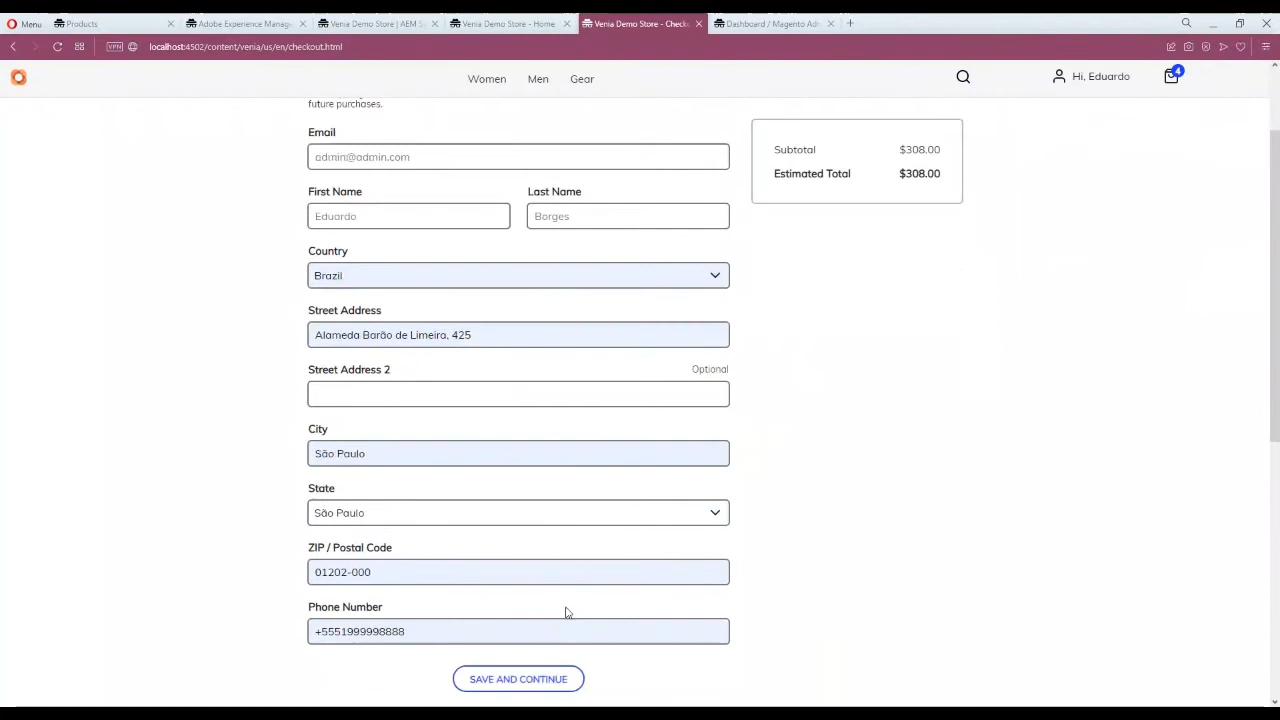 Menu
Products
Adobe Experience Manag
Venia Demo Store | AEM S
Venia Demo Store - Home
Venia Demo Store - Check
Dashboard / Magento Adm
VPN
localhost:4502/content/venia/us/en/checkout.html
Women
Men
Gear
Hi, Eduardo
4
future purchases.
Email
admin@admin.com
First Name
Last Name
Eduardo
Borges
Country
Brazil
Street Address
Alameda Barão de Limeira, 425
Street Address 2
Optional
City
São Paulo
State
São Paulo
ZIP / Postal Code
01202-000
Phone Number
+5551999998888
SAVE AND CONTINUE
Subtotal $308.00
Estimated Total $308.00